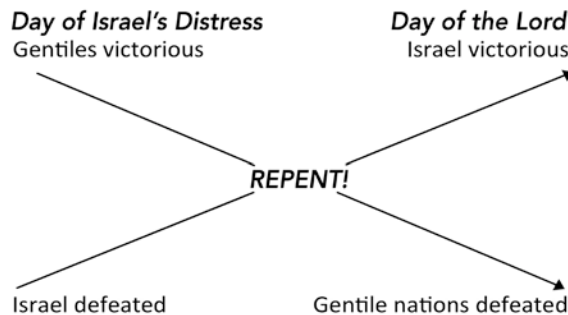 Day of Israel's Distress
Gentiles victorious
Day of the Lord
Israel victorious
REPENT!
Israel defeated
Gentile nations defeated